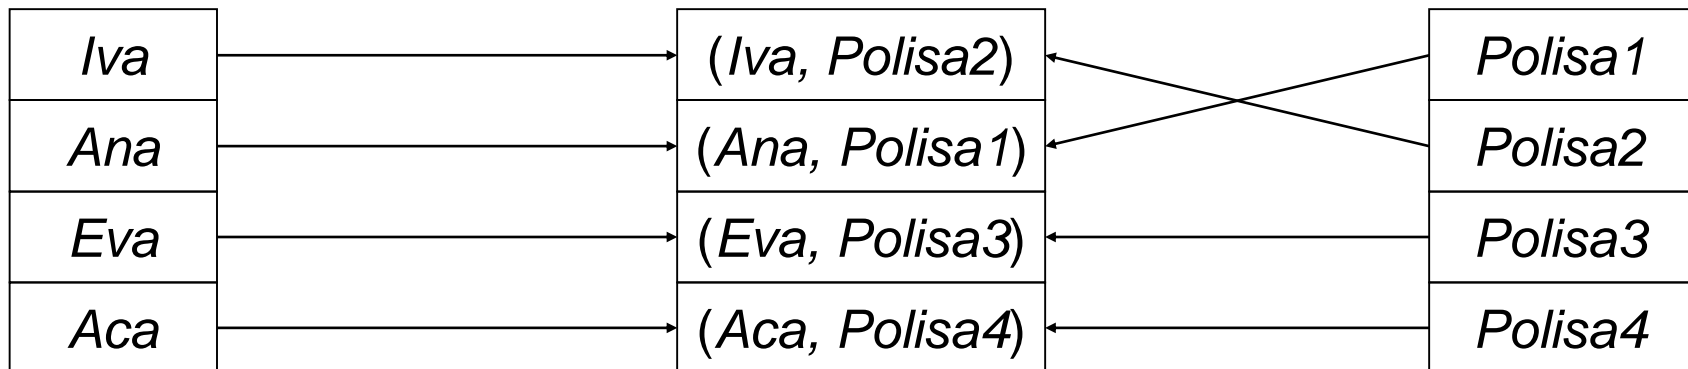 Iva (Iva, Polisa2) Polisa1
Ana (Ana, Polisa1) Polisa2
Eva (Eva, Polisa3) Polisa3
Aca (Aca, Polisa4) Polisa4